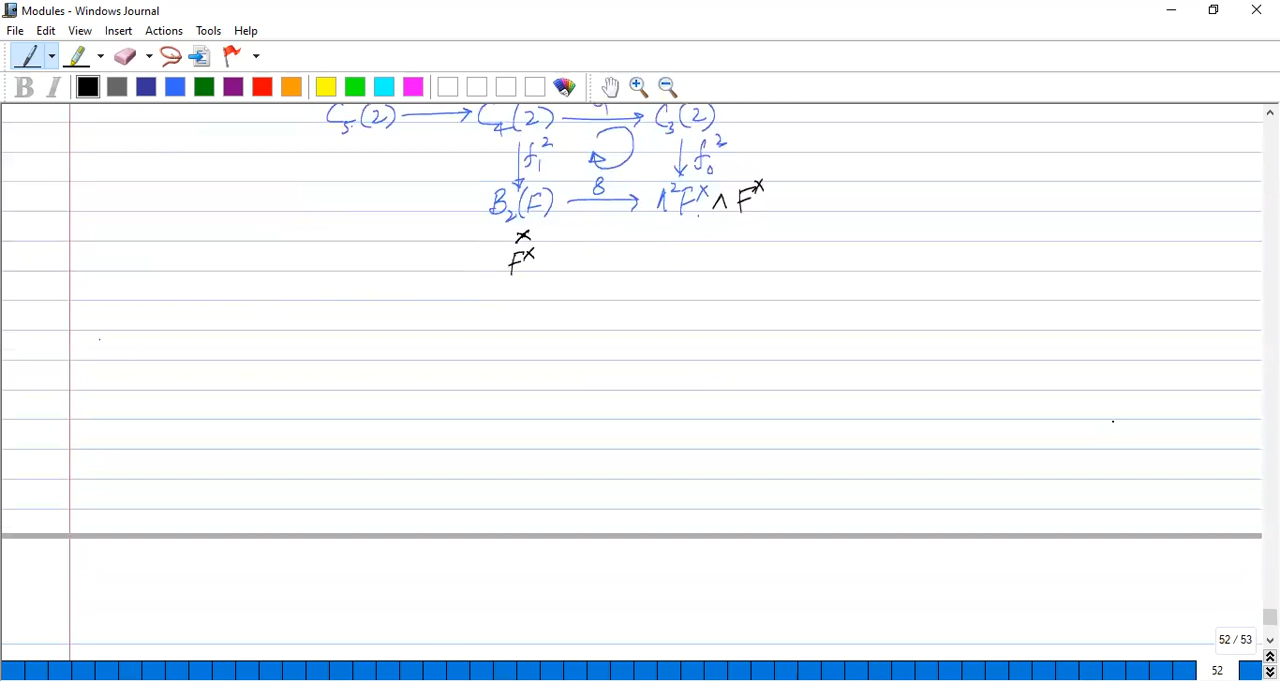 Modules - Windows Journal
File Edit View Insert Actions Tools Help
B I
C₅(2) ⟶ C₄(2) ⟶ C₃(2)
↓ f₁² ↓ f₀²
B₂(F) ⟶ Λ²F^× ∧ F^×
δ
×
F^×
52 / 53
52